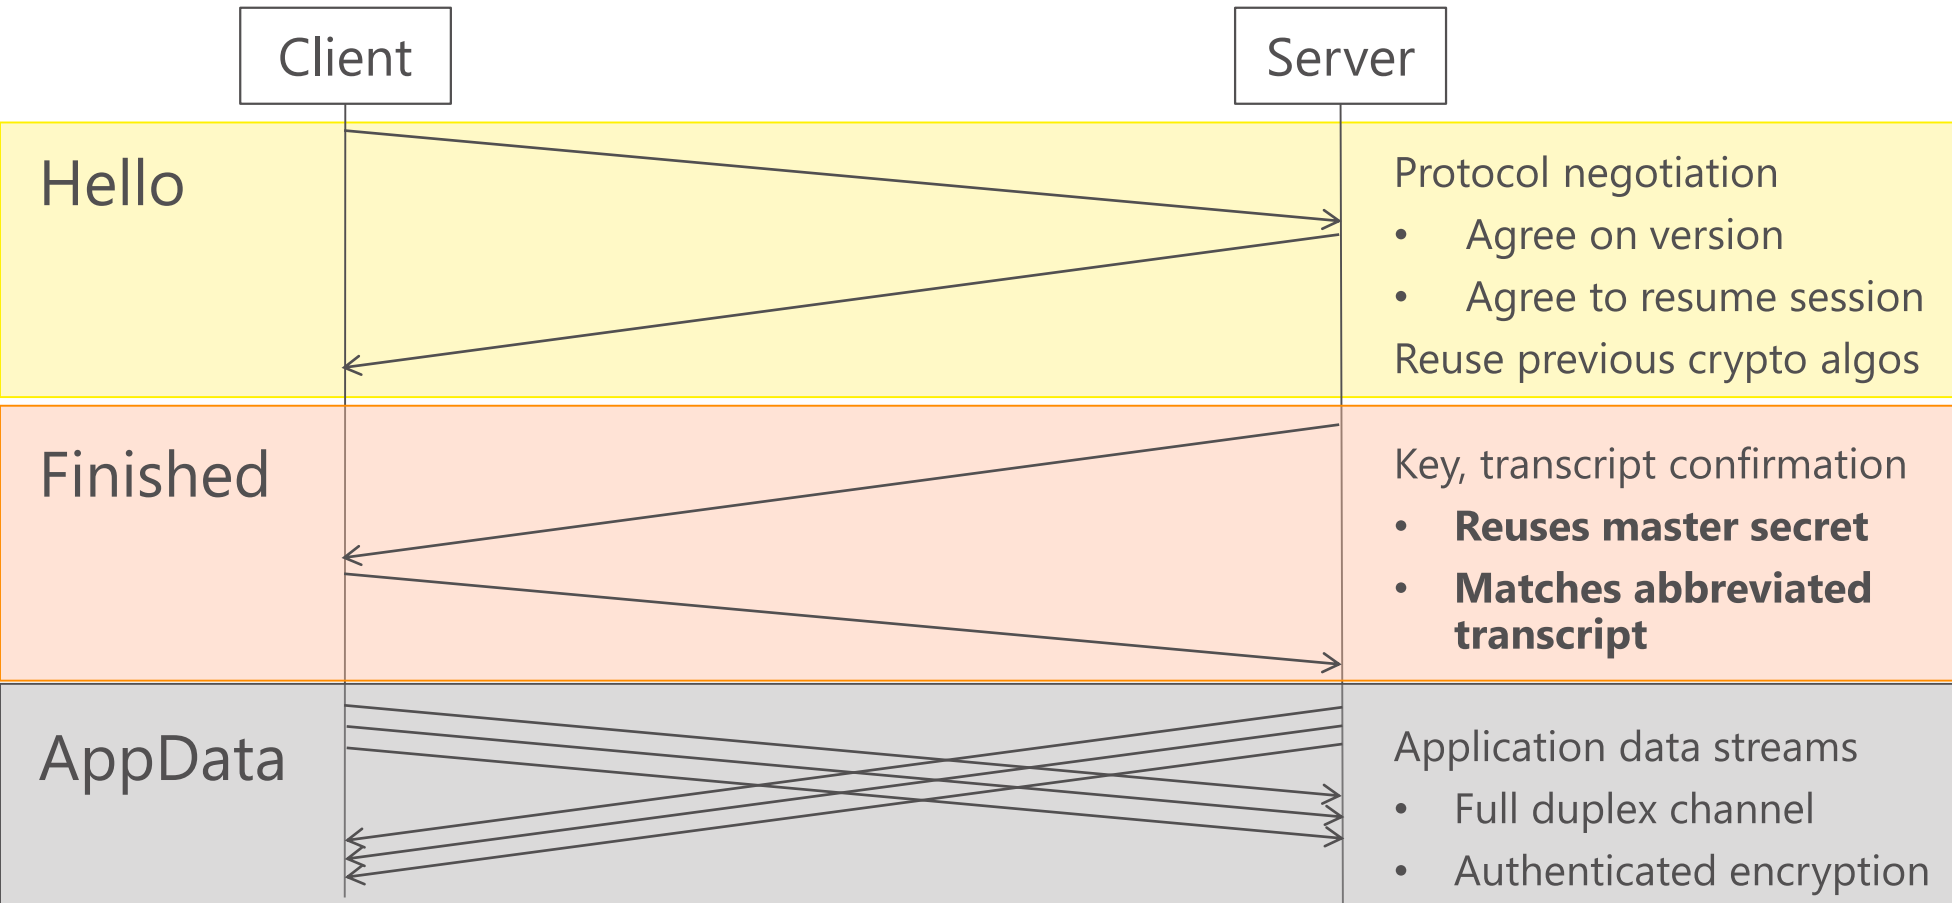 Client
Server
Hello
Protocol negotiation
• Agree on version
• Agree to resume session
Reuse previous crypto algos
Finished
Key, transcript confirmation
• Reuses master secret
• Matches abbreviated
transcript
AppData
Application data streams
• Full duplex channel
• Authenticated encryption